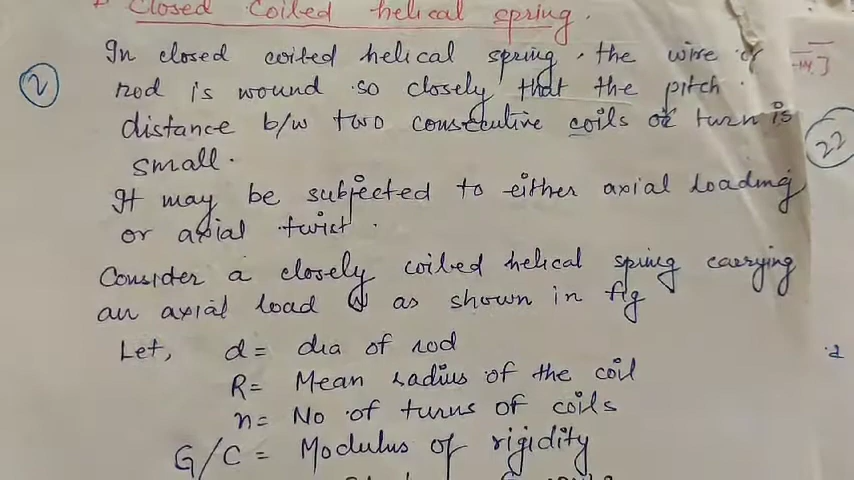 Closed Coiled helical spring.
In closed coiled helical spring, the wire or
rod is wound so closely that the pitch
distance b/w two consecutive coils or turn is
small.
It may be subjected to either axial loading
or axial twist.
Consider a closely coiled helical spring carrying
an axial load W as shown in fig
Let, d = dia of rod
R = Mean radius of the coil
n = No of turns of coils
G/C = Modulus of rigidity
2
22